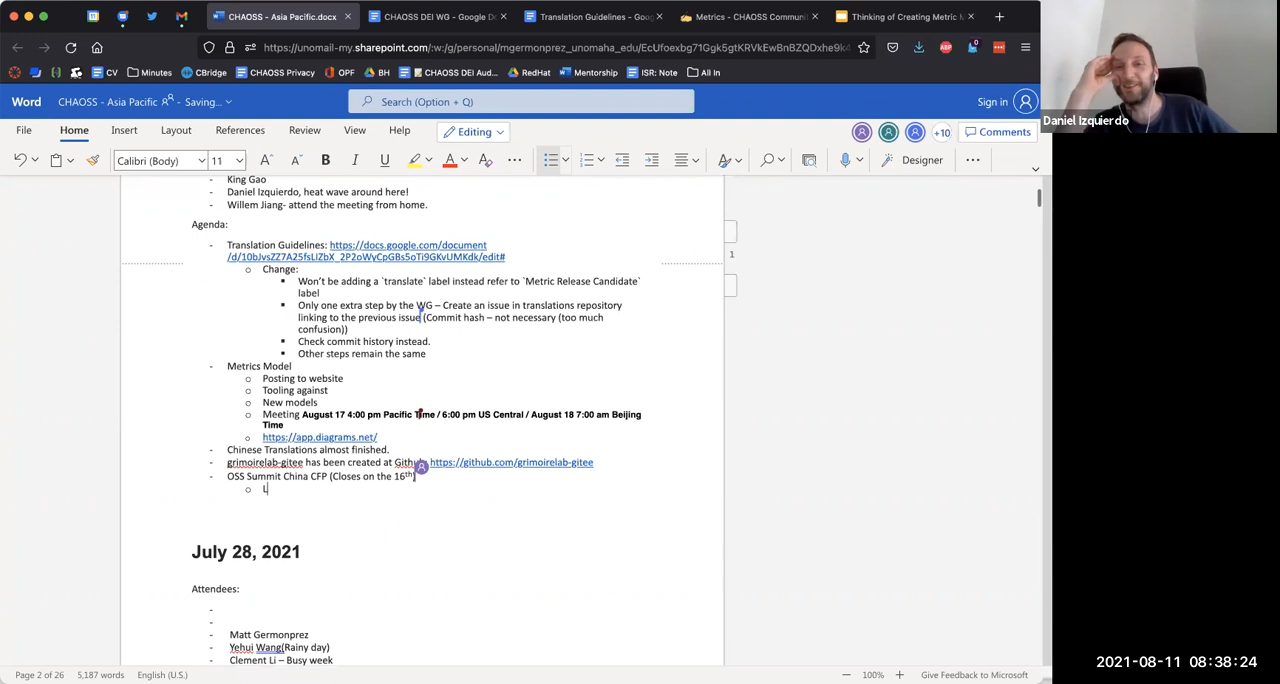 CHAOSS - Asia Pacific.docx
CHAOSS DEI WG - Google D
Translation Guidelines - Goog
Metrics - CHAOSS Communit
Thinking of Creating Metric M
https://unomail-my.sharepoint.com/:w:/g/personal/mgermonprez_unomaha_edu/
CV
Minutes
CBridge
CHAOSS Privacy
OPF
BH
CHAOSS DEI Aud...
RedHat
Mentorship
ISR: Note
All In
Word
CHAOSS - Asia Pacific
- Saving...
Search (Option + Q)
Sign in
File
Home
Insert
Layout
References
Review
View
Help
Editing
+10
Comments
Calibri (Body)
11
Designer
Daniel Izquierdo
- King Gao
- Daniel Izquierdo, heat wave around here!
- Willem Jiang- attend the meeting from home.
Agenda:
- Translation Guidelines: https://docs.google.com/document
/d/10bJvsZZ7A25fsLIZbX_2P2oWyCpGBs5oTi9GKvUMKdk/edit#
o Change:
▪ Won't be adding a `translate` label instead refer to `Metric Release Candidate`
label
▪ Only one extra step by the WG – Create an issue in translations repository
linking to the previous issue (Commit hash – not necessary (too much
confusion))
▪ Check commit history instead.
▪ Other steps remain the same
- Metrics Model
o Posting to website
o Tooling against
o New models
o Meeting August 17 4:00 pm Pacific Time / 6:00 pm US Central / August 18 7:00 am Beijing
Time
o https://app.diagrams.net/
- Chinese Translations almost finished.
- grimoirelab-gitee has been created at Github https://github.com/grimoirelab-gitee
- OSS Summit China CFP (Closes on the 16th)
o L
1
July 28, 2021
Attendees:
-
-
- Matt Germonprez
- Yehui Wang(Rainy day)
- Clement Li – Busy week
Page 2 of 26
5,187 words
English (U.S.)
100%
Give Feedback to Microsoft
2021-08-11 08:38:24